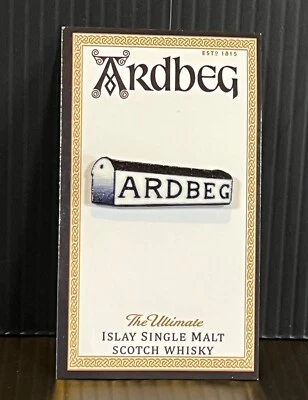 ESTD 1815
ARDBEG
ARDBEG
The Ultimate
ISLAY SINGLE MALT
SCOTCH WHISKY